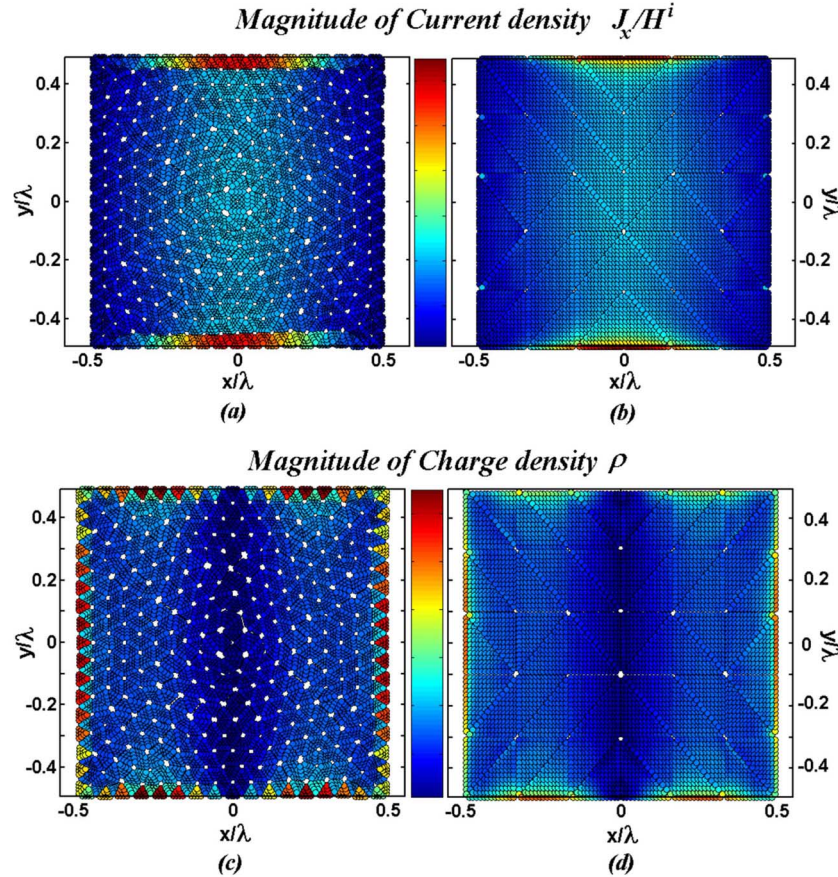 Magnitude of Current density J_x/H^i
0.4
0.2
0
-0.2
-0.4
y/λ
-0.5 0 0.5
x/λ
(a)
0.4
0.2
0
-0.2
-0.4
y/λ
-0.5 0 0.5
x/λ
(b)
Magnitude of Charge density ρ
0.4
0.2
0
-0.2
-0.4
y/λ
-0.5 0 0.5
x/λ
(c)
0.4
0.2
0
-0.2
-0.4
y/λ
-0.5 0 0.5
x/λ
(d)